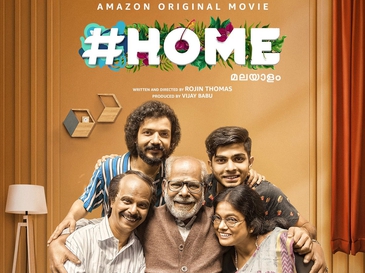 AMAZON ORIGINAL MOVIE
#HOME
മലയാളം
WRITTEN AND DIRECTED BY ROJIN THOMAS
PRODUCED BY VIJAY BABU